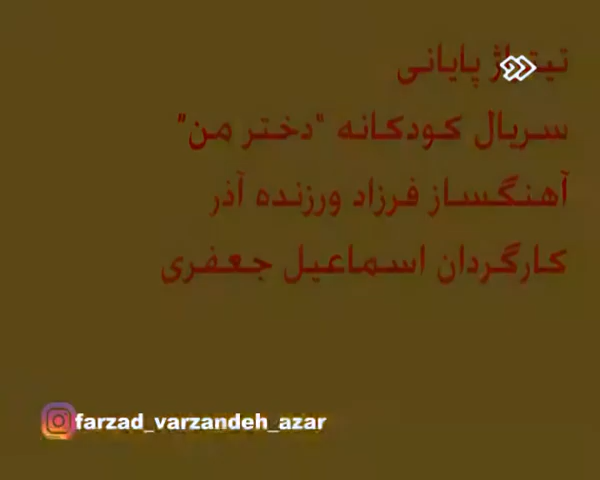 تیتراژ پایانی
سریال کودکانه "دختر من"
آهنگساز فرزاد ورزنده آذر
کارگردان اسماعیل جعفری
farzad_varzandeh_azar